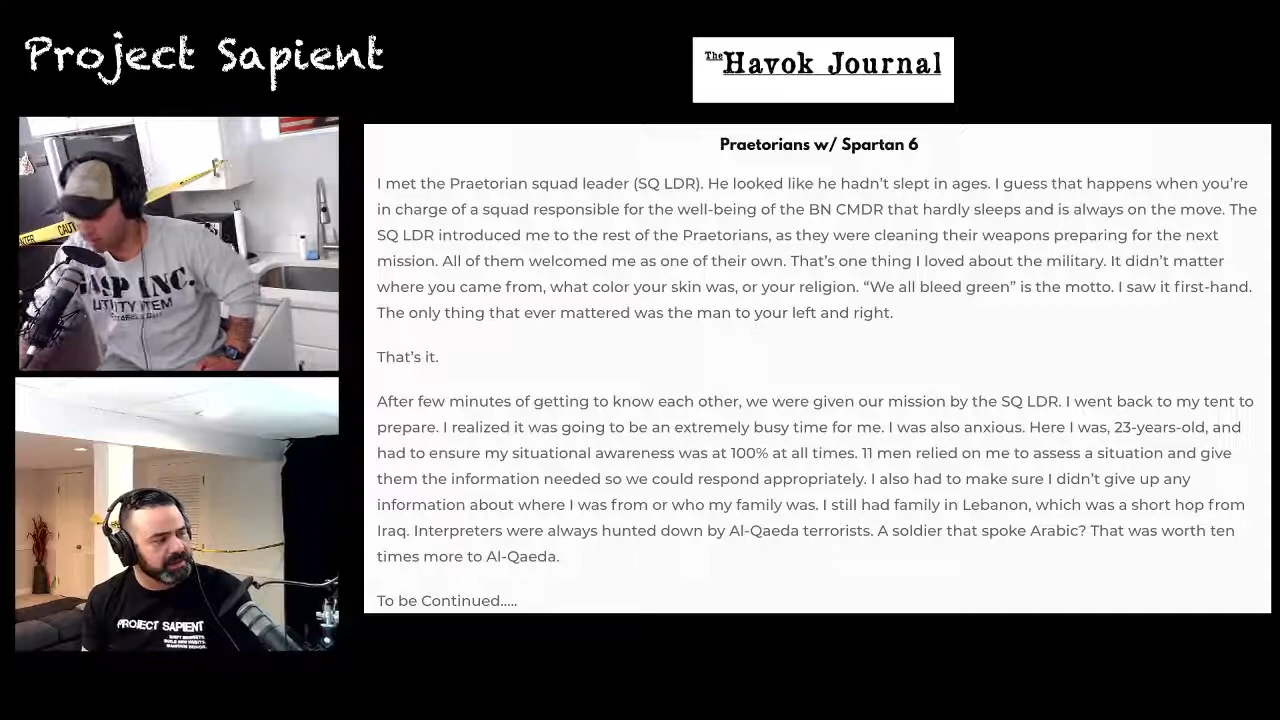 Project Sapient
The Havok Journal
Praetorians w/ Spartan 6
I met the Praetorian squad leader (SQ LDR). He looked like he hadn't slept in ages. I guess that happens when you're
in charge of a squad responsible for the well-being of the BN CMDR that hardly sleeps and is always on the move. The
SQ LDR introduced me to the rest of the Praetorians, as they were cleaning their weapons preparing for the next
mission. All of them welcomed me as one of their own. That's one thing I loved about the military. It didn't matter
where you came from, what color your skin was, or your religion. “We all bleed green” is the motto. I saw it first-hand.
The only thing that ever mattered was the man to your left and right.
That's it.
After few minutes of getting to know each other, we were given our mission by the SQ LDR. I went back to my tent to
prepare. I realized it was going to be an extremely busy time for me. I was also anxious. Here I was, 23-years-old, and
had to ensure my situational awareness was at 100% at all times. 11 men relied on me to assess a situation and give
them the information needed so we could respond appropriately. I also had to make sure I didn't give up any
information about where I was from or who my family was. I still had family in Lebanon, which was a short hop from
Iraq. Interpreters were always hunted down by Al-Qaeda terrorists. A soldier that spoke Arabic? That was worth ten
times more to Al-Qaeda.
To be Continued.....
CAU
INC.
UTILITY ITEM
PROJECT SAPIENT